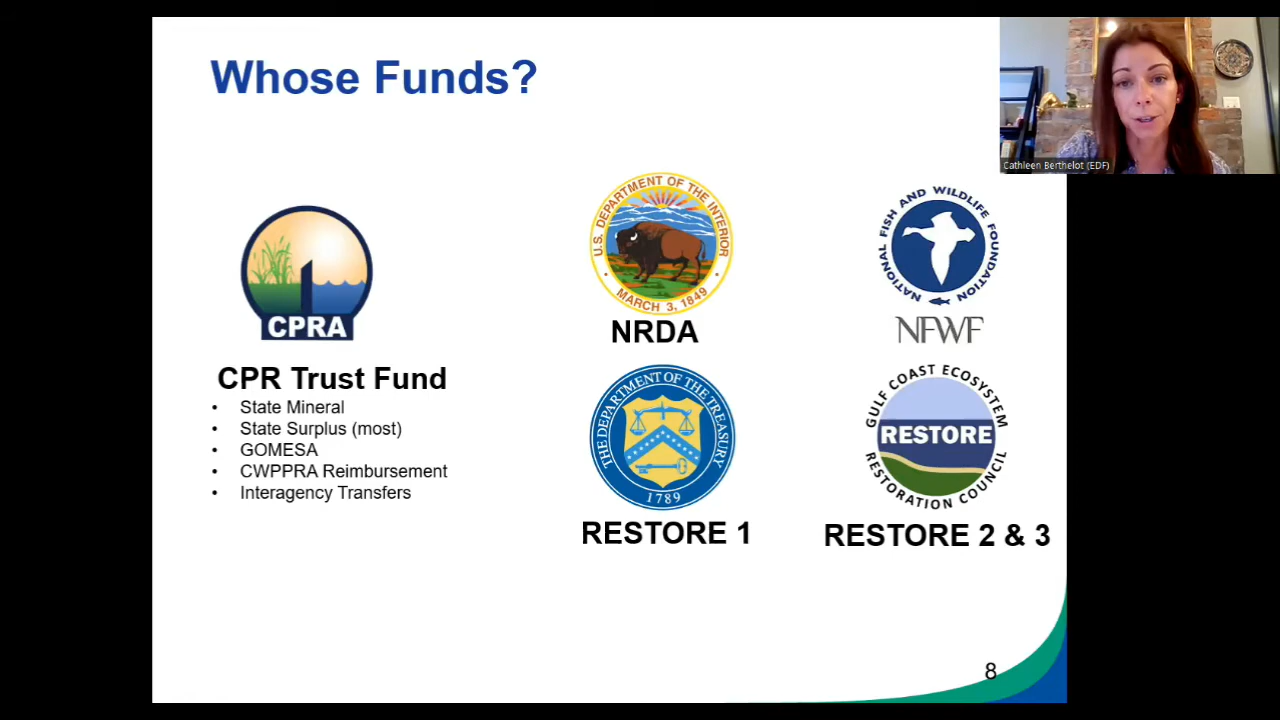 Whose Funds?
Cathleen Berthelot (EDF)
CPRA
CPR Trust Fund
• State Mineral
• State Surplus (most)
• GOMESA
• CWPPRA Reimbursement
• Interagency Transfers
U.S. DEPARTMENT OF THE INTERIOR
MARCH 3, 1849
NRDA
NATIONAL FISH AND WILDLIFE FOUNDATION
NFWF
THE DEPARTMENT OF THE TREASURY
1789
RESTORE 1
GULF COAST ECOSYSTEM
RESTORE
RESTORATION COUNCIL
RESTORE 2 & 3
8